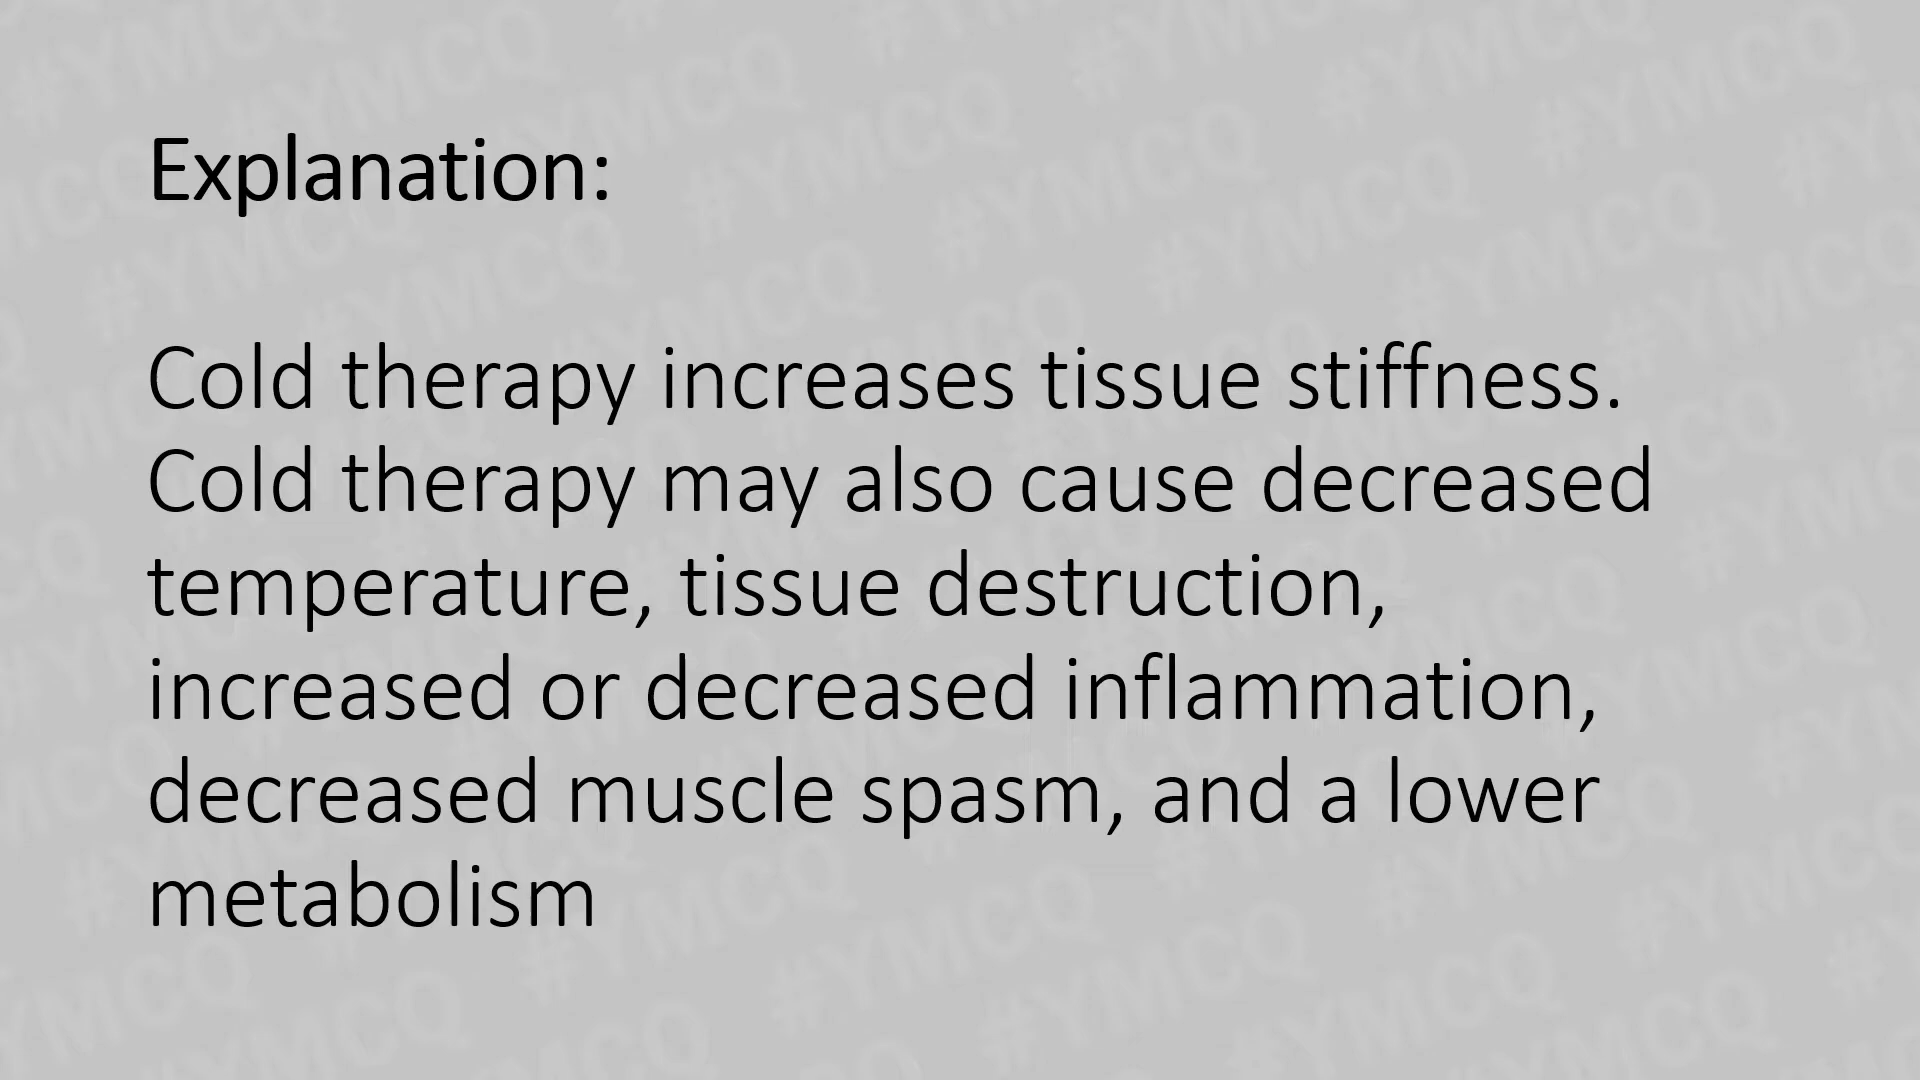 Explanation:
Cold therapy increases tissue stiffness.
Cold therapy may also cause decreased
temperature, tissue destruction,
increased or decreased inflammation,
decreased muscle spasm, and a lower
metabolism
#YMCQ